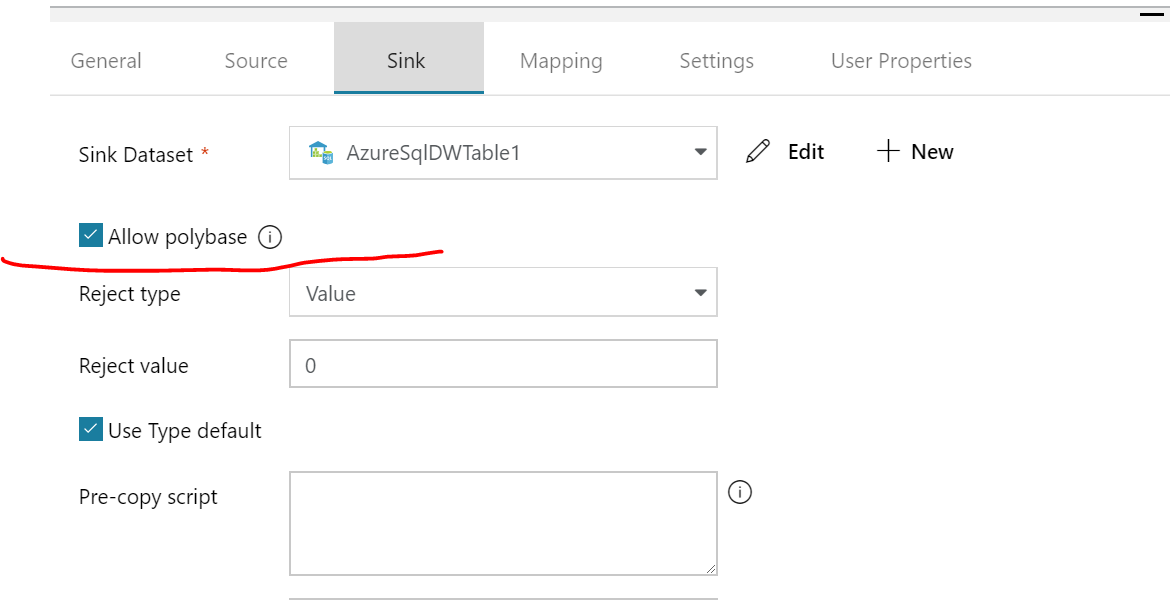 General Source Sink Mapping Settings User Properties
Sink Dataset * AzureSqlDWTable1 Edit New
Allow polybase
Reject type Value
Reject value 0
Use Type default
Pre-copy script